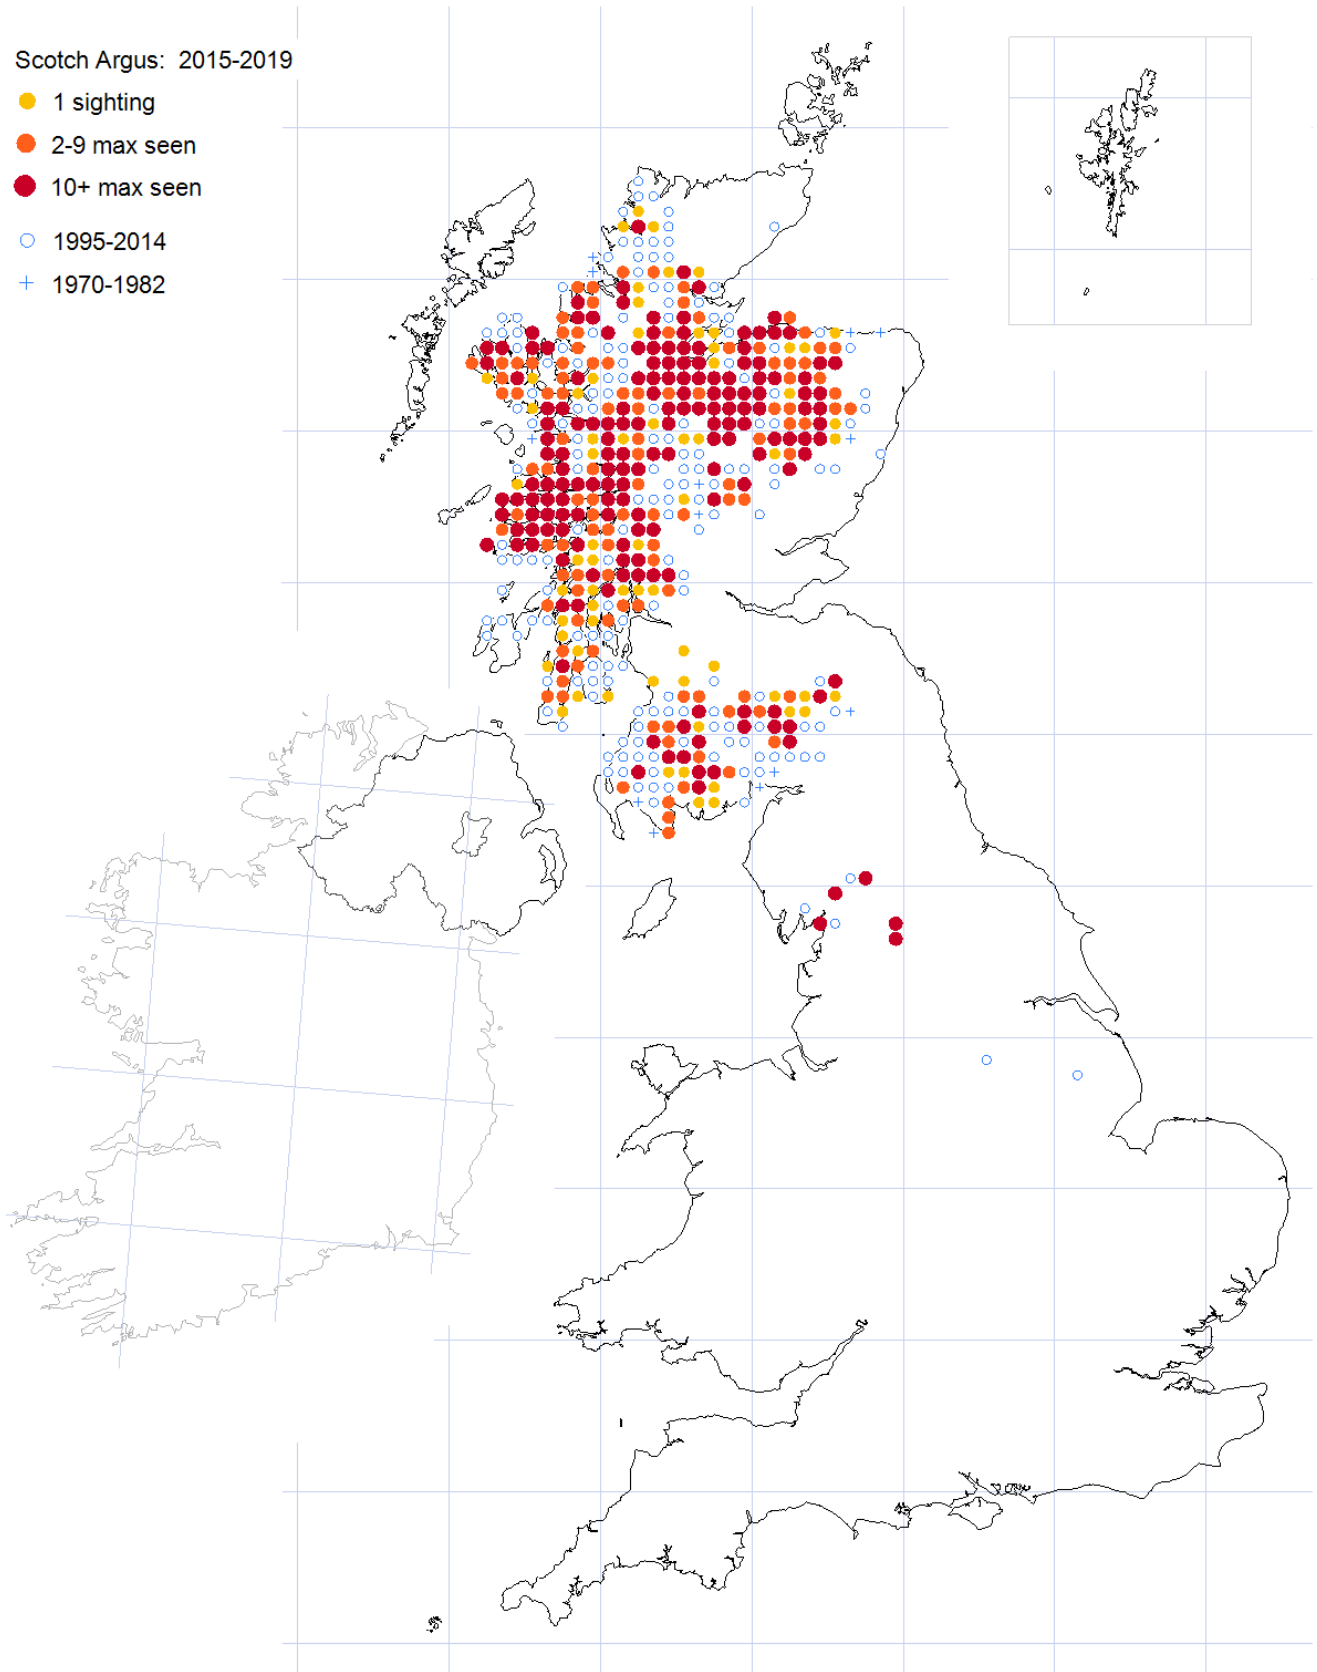 Scotch Argus: 2015-2019
1 sighting
2-9 max seen
10+ max seen
1995-2014
1970-1982